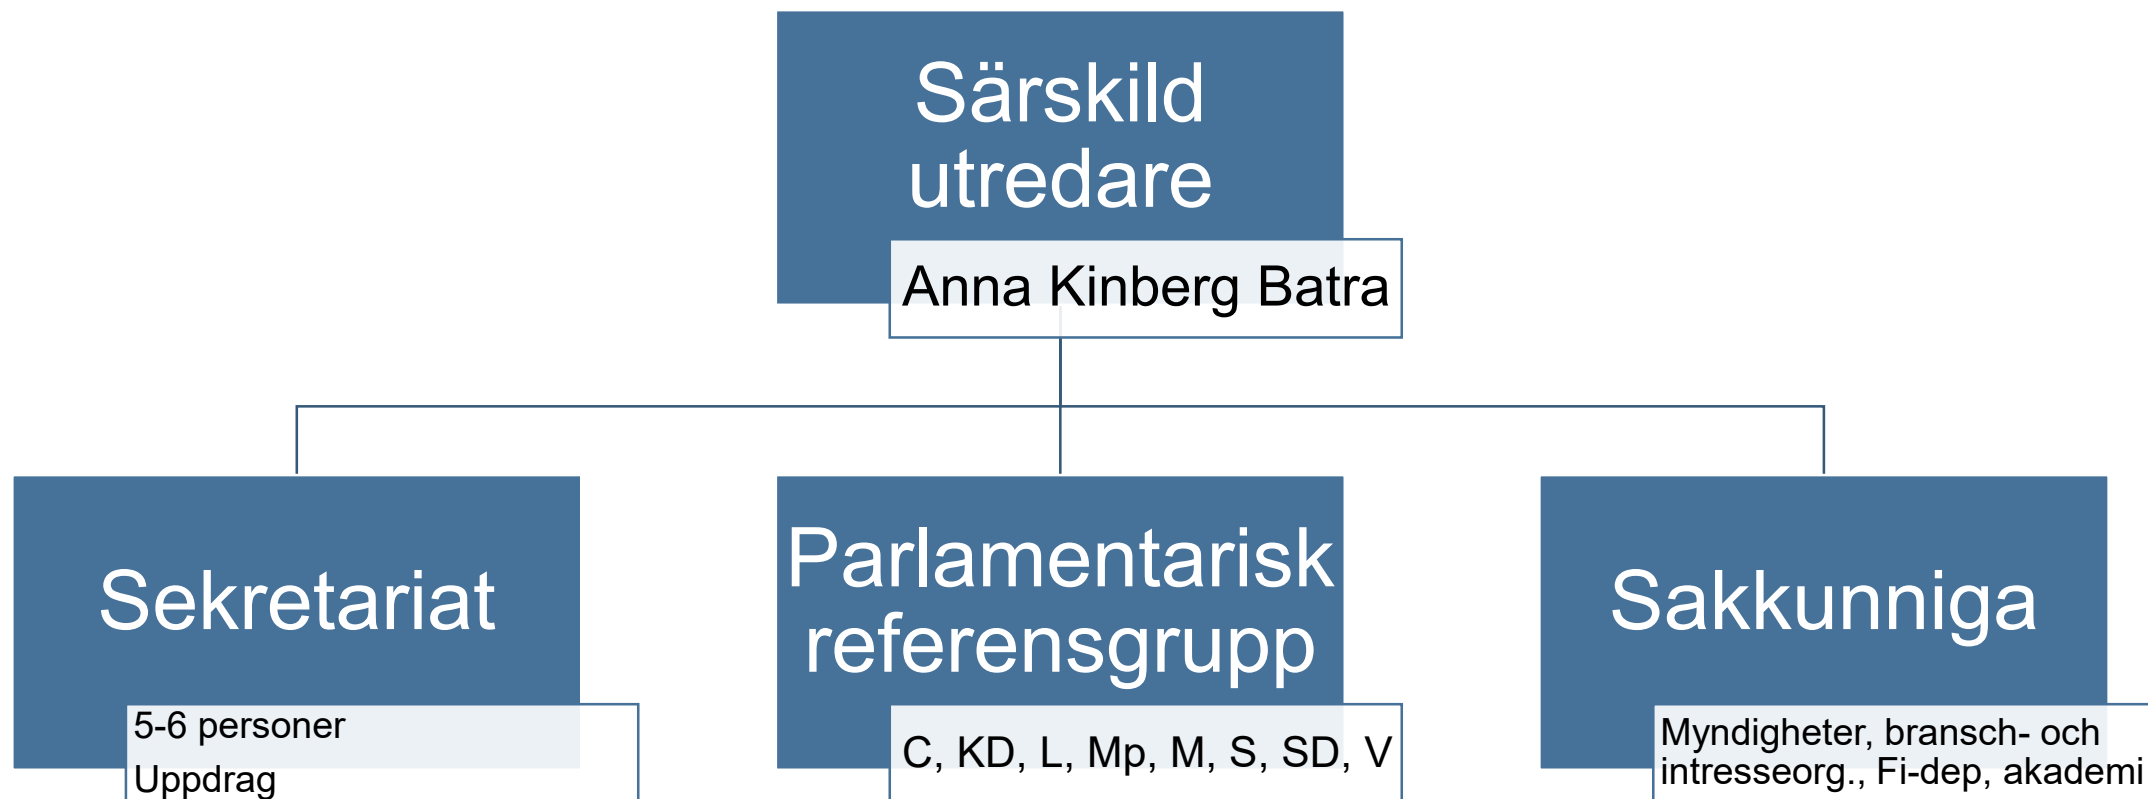 Särskild
utredare
Anna Kinberg Batra
Sekretariat
5-6 personer
Uppdrag
Parlamentarisk
referensgrupp
C, KD, L, Mp, M, S, SD, V
Sakkunniga
Myndigheter, bransch- och
intresseorg., Fi-dep, akademi